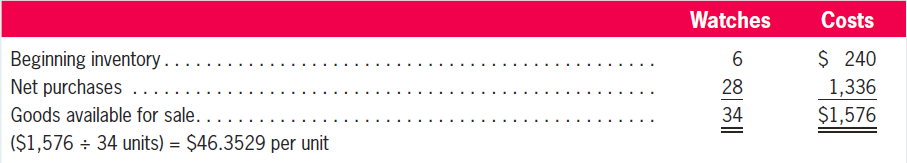 Watches Costs
Beginning inventory . . . . . . . . . . . . . . . . . . . . . . . . . . . . . . . . . . . . . . . . . . . . . . . . . . . 6 $ 240
Net purchases . . . . . . . . . . . . . . . . . . . . . . . . . . . . . . . . . . . . . . . . . . . . . . . . . . . . . . 28 1,336
Goods available for sale. . . . . . . . . . . . . . . . . . . . . . . . . . . . . . . . . . . . . . . . . . . . . . . . 34 $1,576
($1,576 ÷ 34 units) = $46.3529 per unit